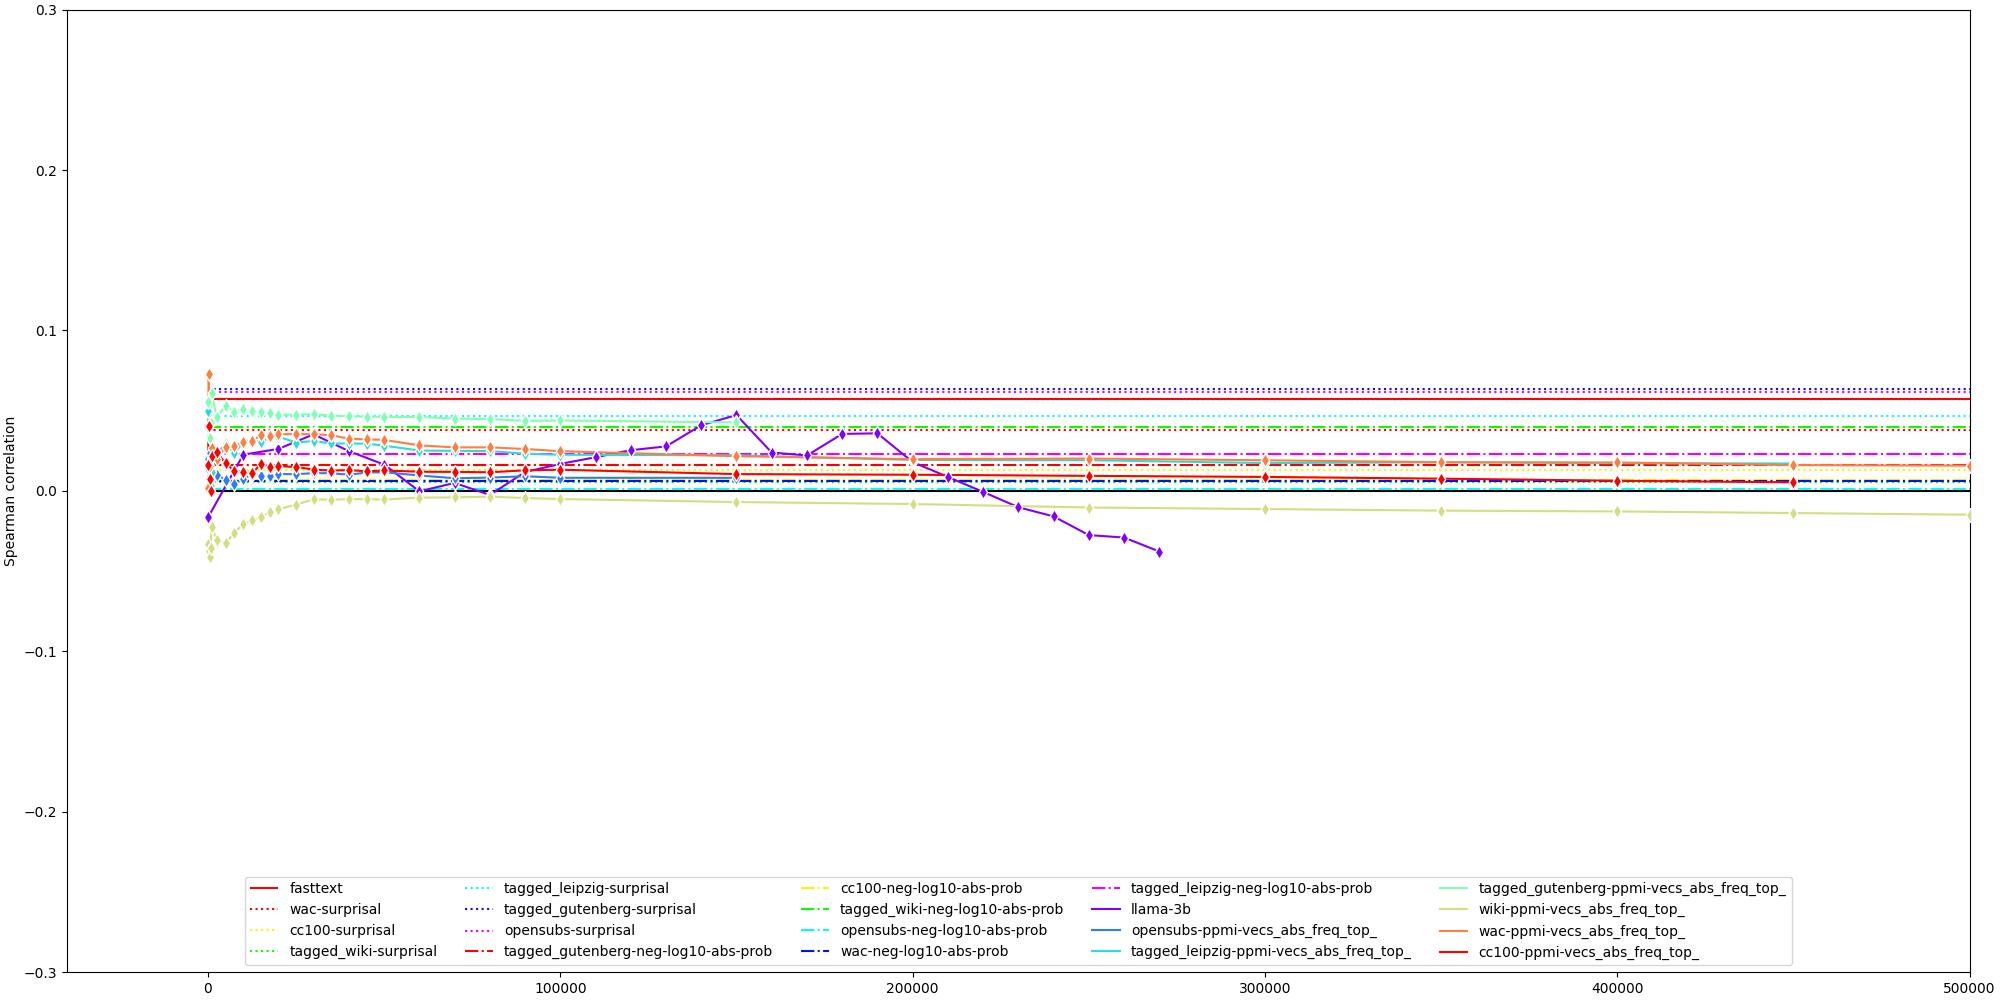 0.3
0.2
0.1
0.0
−0.1
−0.2
−0.3
Spearman correlation
fasttext
wac-surprisal
cc100-surprisal
tagged_wiki-surprisal
tagged_leipzig-surprisal
tagged_gutenberg-surprisal
opensubs-surprisal
tagged_gutenberg-neg-log10-abs-prob
cc100-neg-log10-abs-prob
tagged_wiki-neg-log10-abs-prob
opensubs-neg-log10-abs-prob
wac-neg-log10-abs-prob
tagged_leipzig-neg-log10-abs-prob
llama-3b
opensubs-ppmi-vecs_abs_freq_top_
tagged_leipzig-ppmi-vecs_abs_freq_top_
tagged_gutenberg-ppmi-vecs_abs_freq_top_
wiki-ppmi-vecs_abs_freq_top_
wac-ppmi-vecs_abs_freq_top_
cc100-ppmi-vecs_abs_freq_top_
0 100000 200000 300000 400000 500000